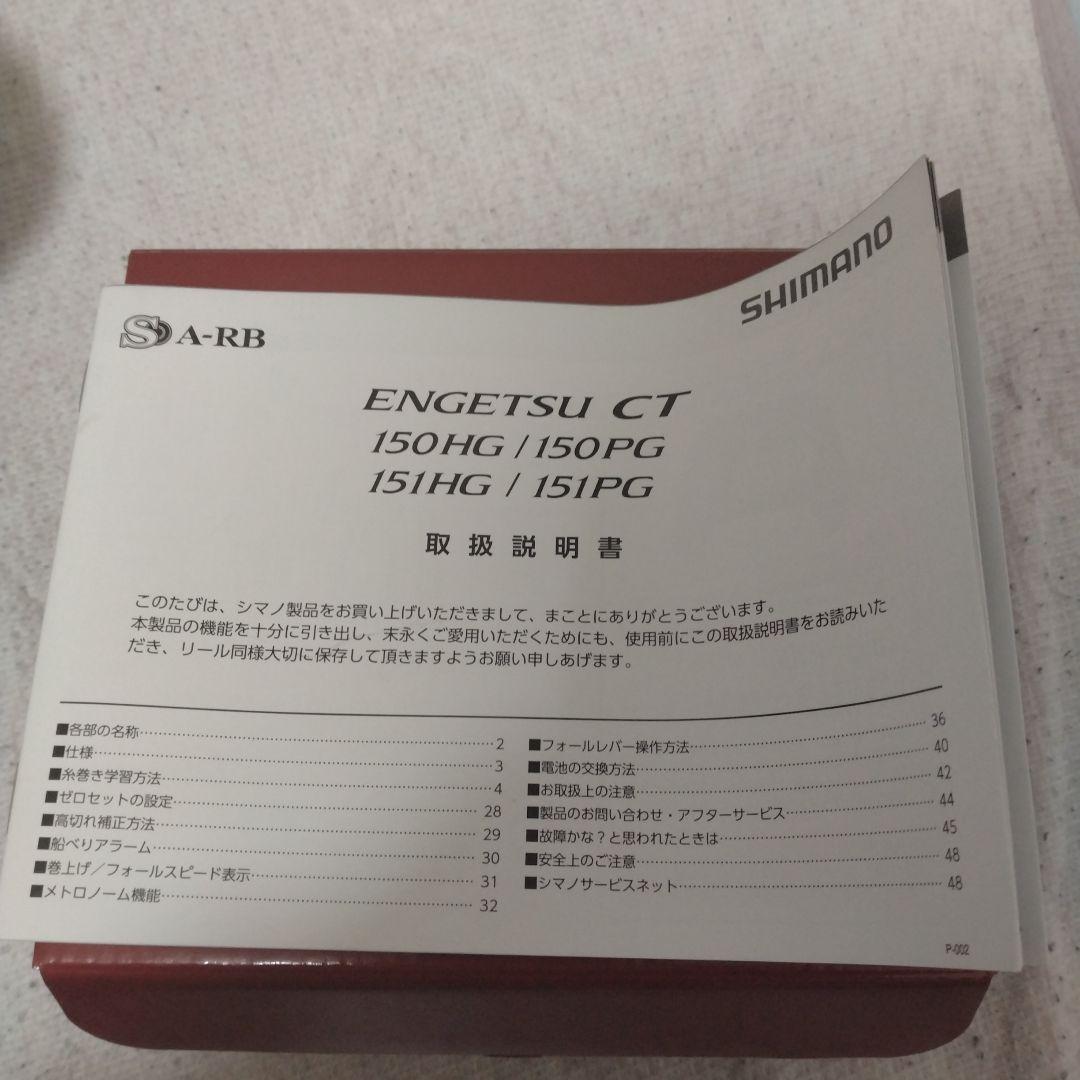 SHIMANO
S A-RB
ENGETSU CT
150HG / 150PG
151HG / 151PG
取扱説明書
このたびは、シマノ製品をお買い上げいただきまして、まことにありがとうございます。
本製品の機能を十分に引き出し、末永くご愛用いただくためにも、使用前にこの取扱説明書をお読みいた
だき、リール同様大切に保存して頂きますようお願い申しあげます。
■各部の名称 2
■仕様 3
■糸巻き学習方法 4
■ゼロセットの設定 28
■高切れ補正方法 29
■船べりアラーム 30
■巻上げ/フォールスピード表示 31
■メトロノーム機能 32
■フォールレバー操作方法 36
■電池の交換方法 40
■お取扱上の注意 42
■製品のお問い合わせ・アフターサービス 44
■故障かな?と思われたときは 45
■安全上のご注意 48
■シマノサービスネット 48
P-002